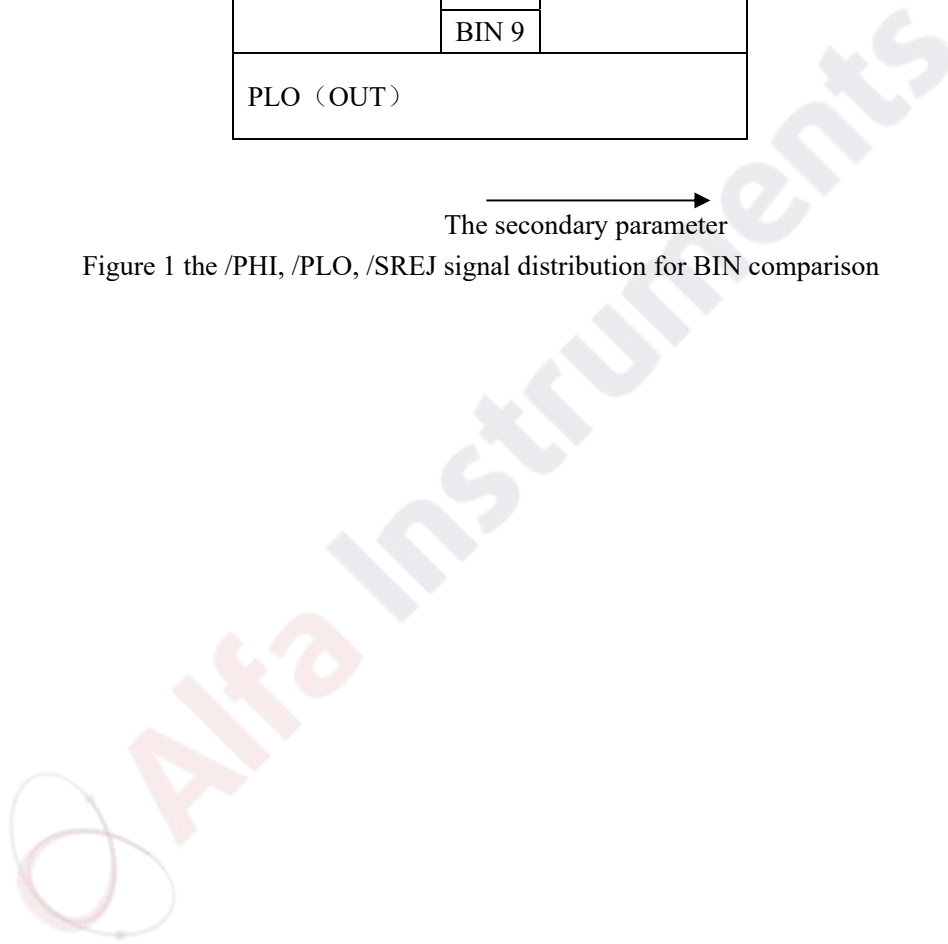 BIN 9
PLO（OUT）
The secondary parameter
Figure 1 the /PHI, /PLO, /SREJ signal distribution for BIN comparison
Alfa Instruments